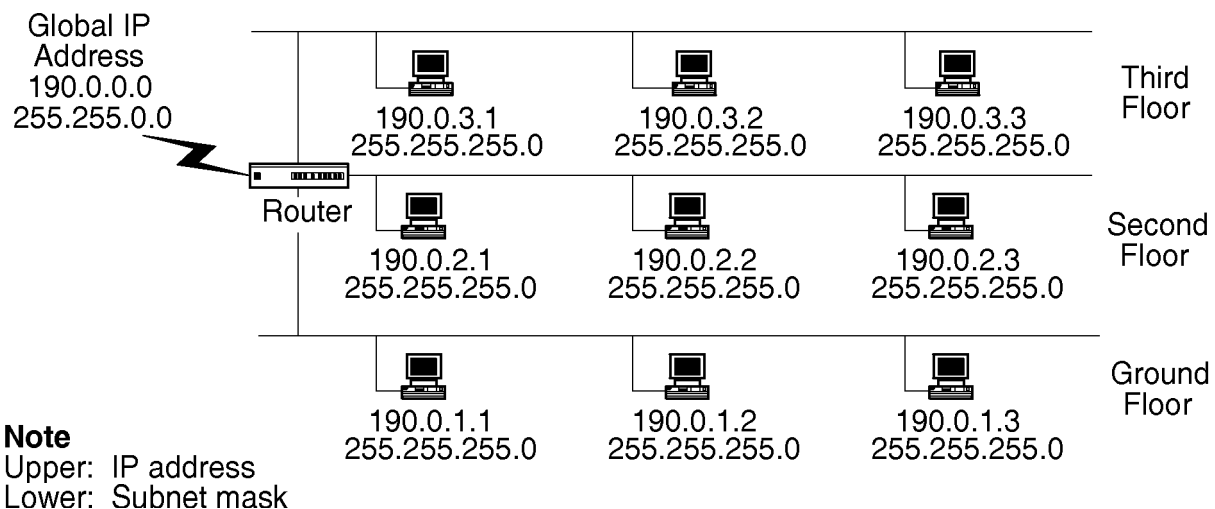 Global IP
Address
190.0.0.0
255.255.0.0
190.0.3.1
255.255.255.0
190.0.3.2
255.255.255.0
190.0.3.3
255.255.255.0
Third
Floor
Router
190.0.2.1
255.255.255.0
190.0.2.2
255.255.255.0
190.0.2.3
255.255.255.0
Second
Floor
190.0.1.1
255.255.255.0
190.0.1.2
255.255.255.0
190.0.1.3
255.255.255.0
Ground
Floor
Note
Upper: IP address
Lower: Subnet mask